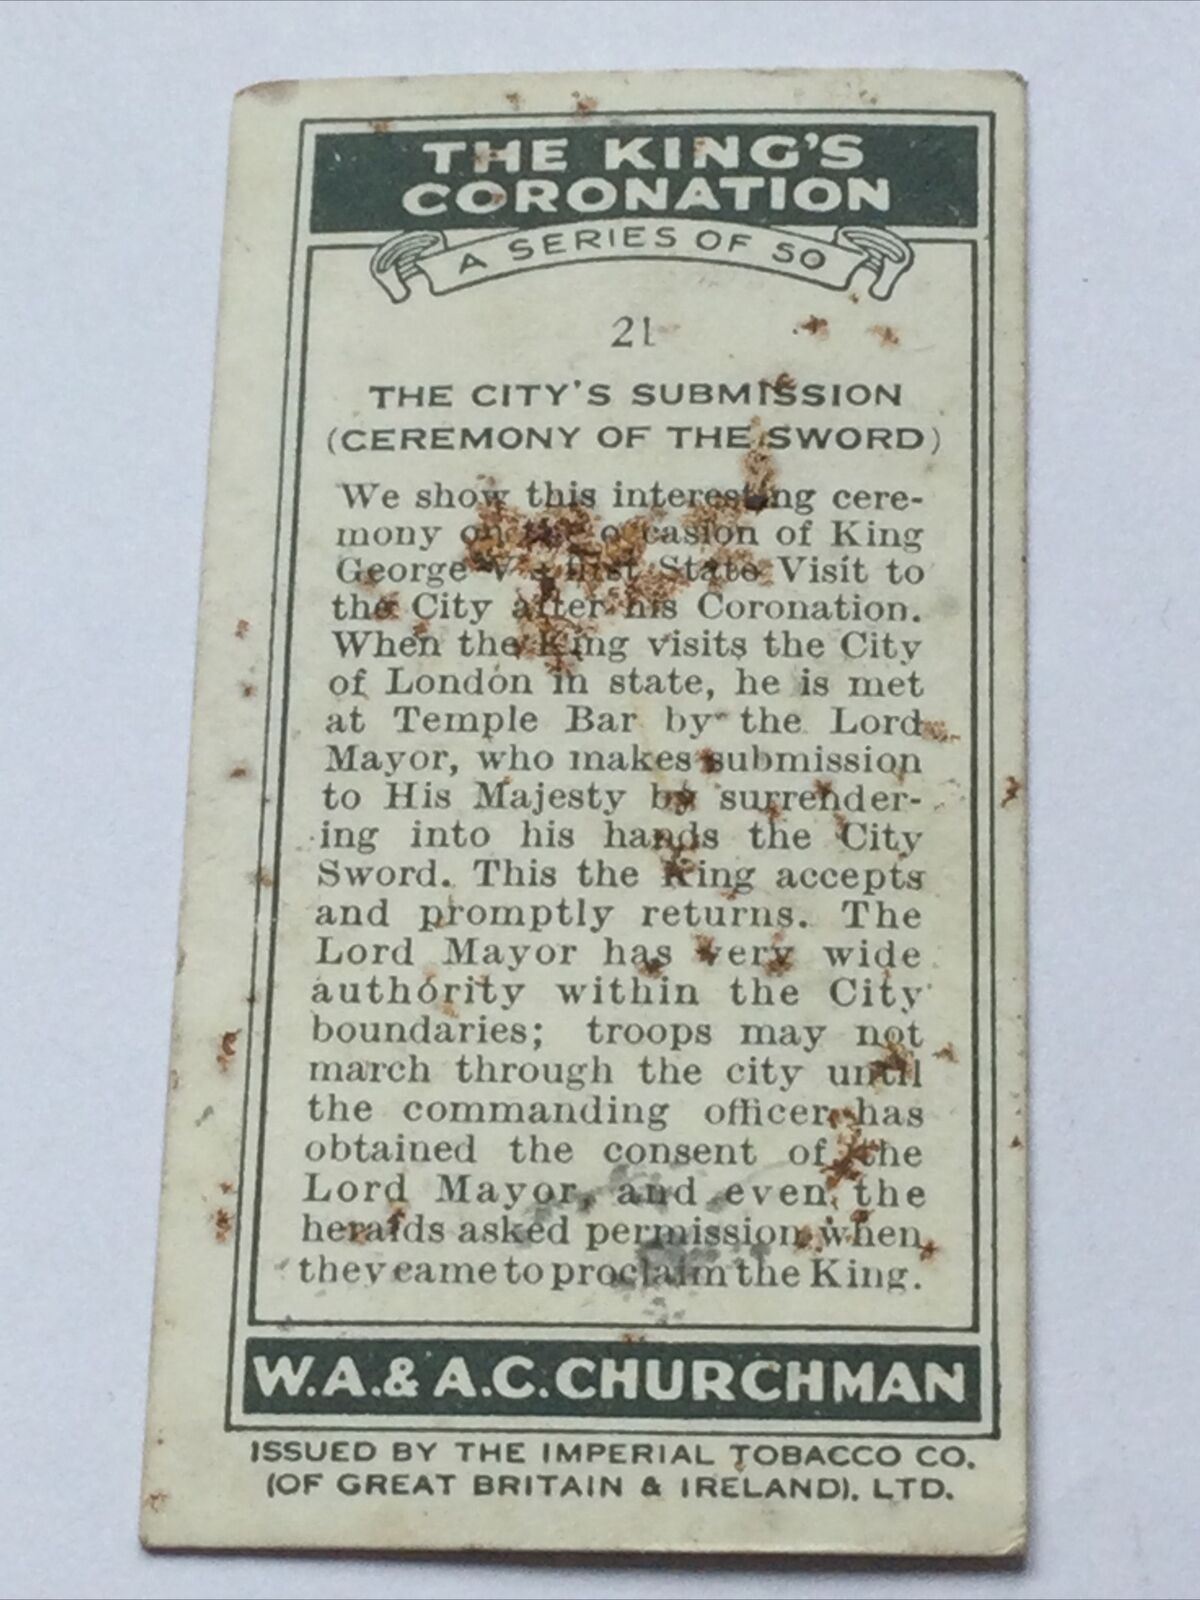 THE KING'S
CORONATION
A SERIES OF 50
21
THE CITY'S SUBMISSION
(CEREMONY OF THE SWORD)
We show this interesting cere-
mony on the occasion of King
George V's first State Visit to
the City after his Coronation.
When the King visits the City
of London in state, he is met
at Temple Bar by the Lord
Mayor, who makes submission
to His Majesty by surrender-
ing into his hands the City
Sword. This the King accepts
and promptly returns. The
Lord Mayor has very wide
authority within the City
boundaries; troops may not
march through the city until
the commanding officer has
obtained the consent of the
Lord Mayor, and even the
heralds asked permission when
they came to proclaim the King.
W.A. & A.C. CHURCHMAN
ISSUED BY THE IMPERIAL TOBACCO CO.
(OF GREAT BRITAIN & IRELAND), LTD.